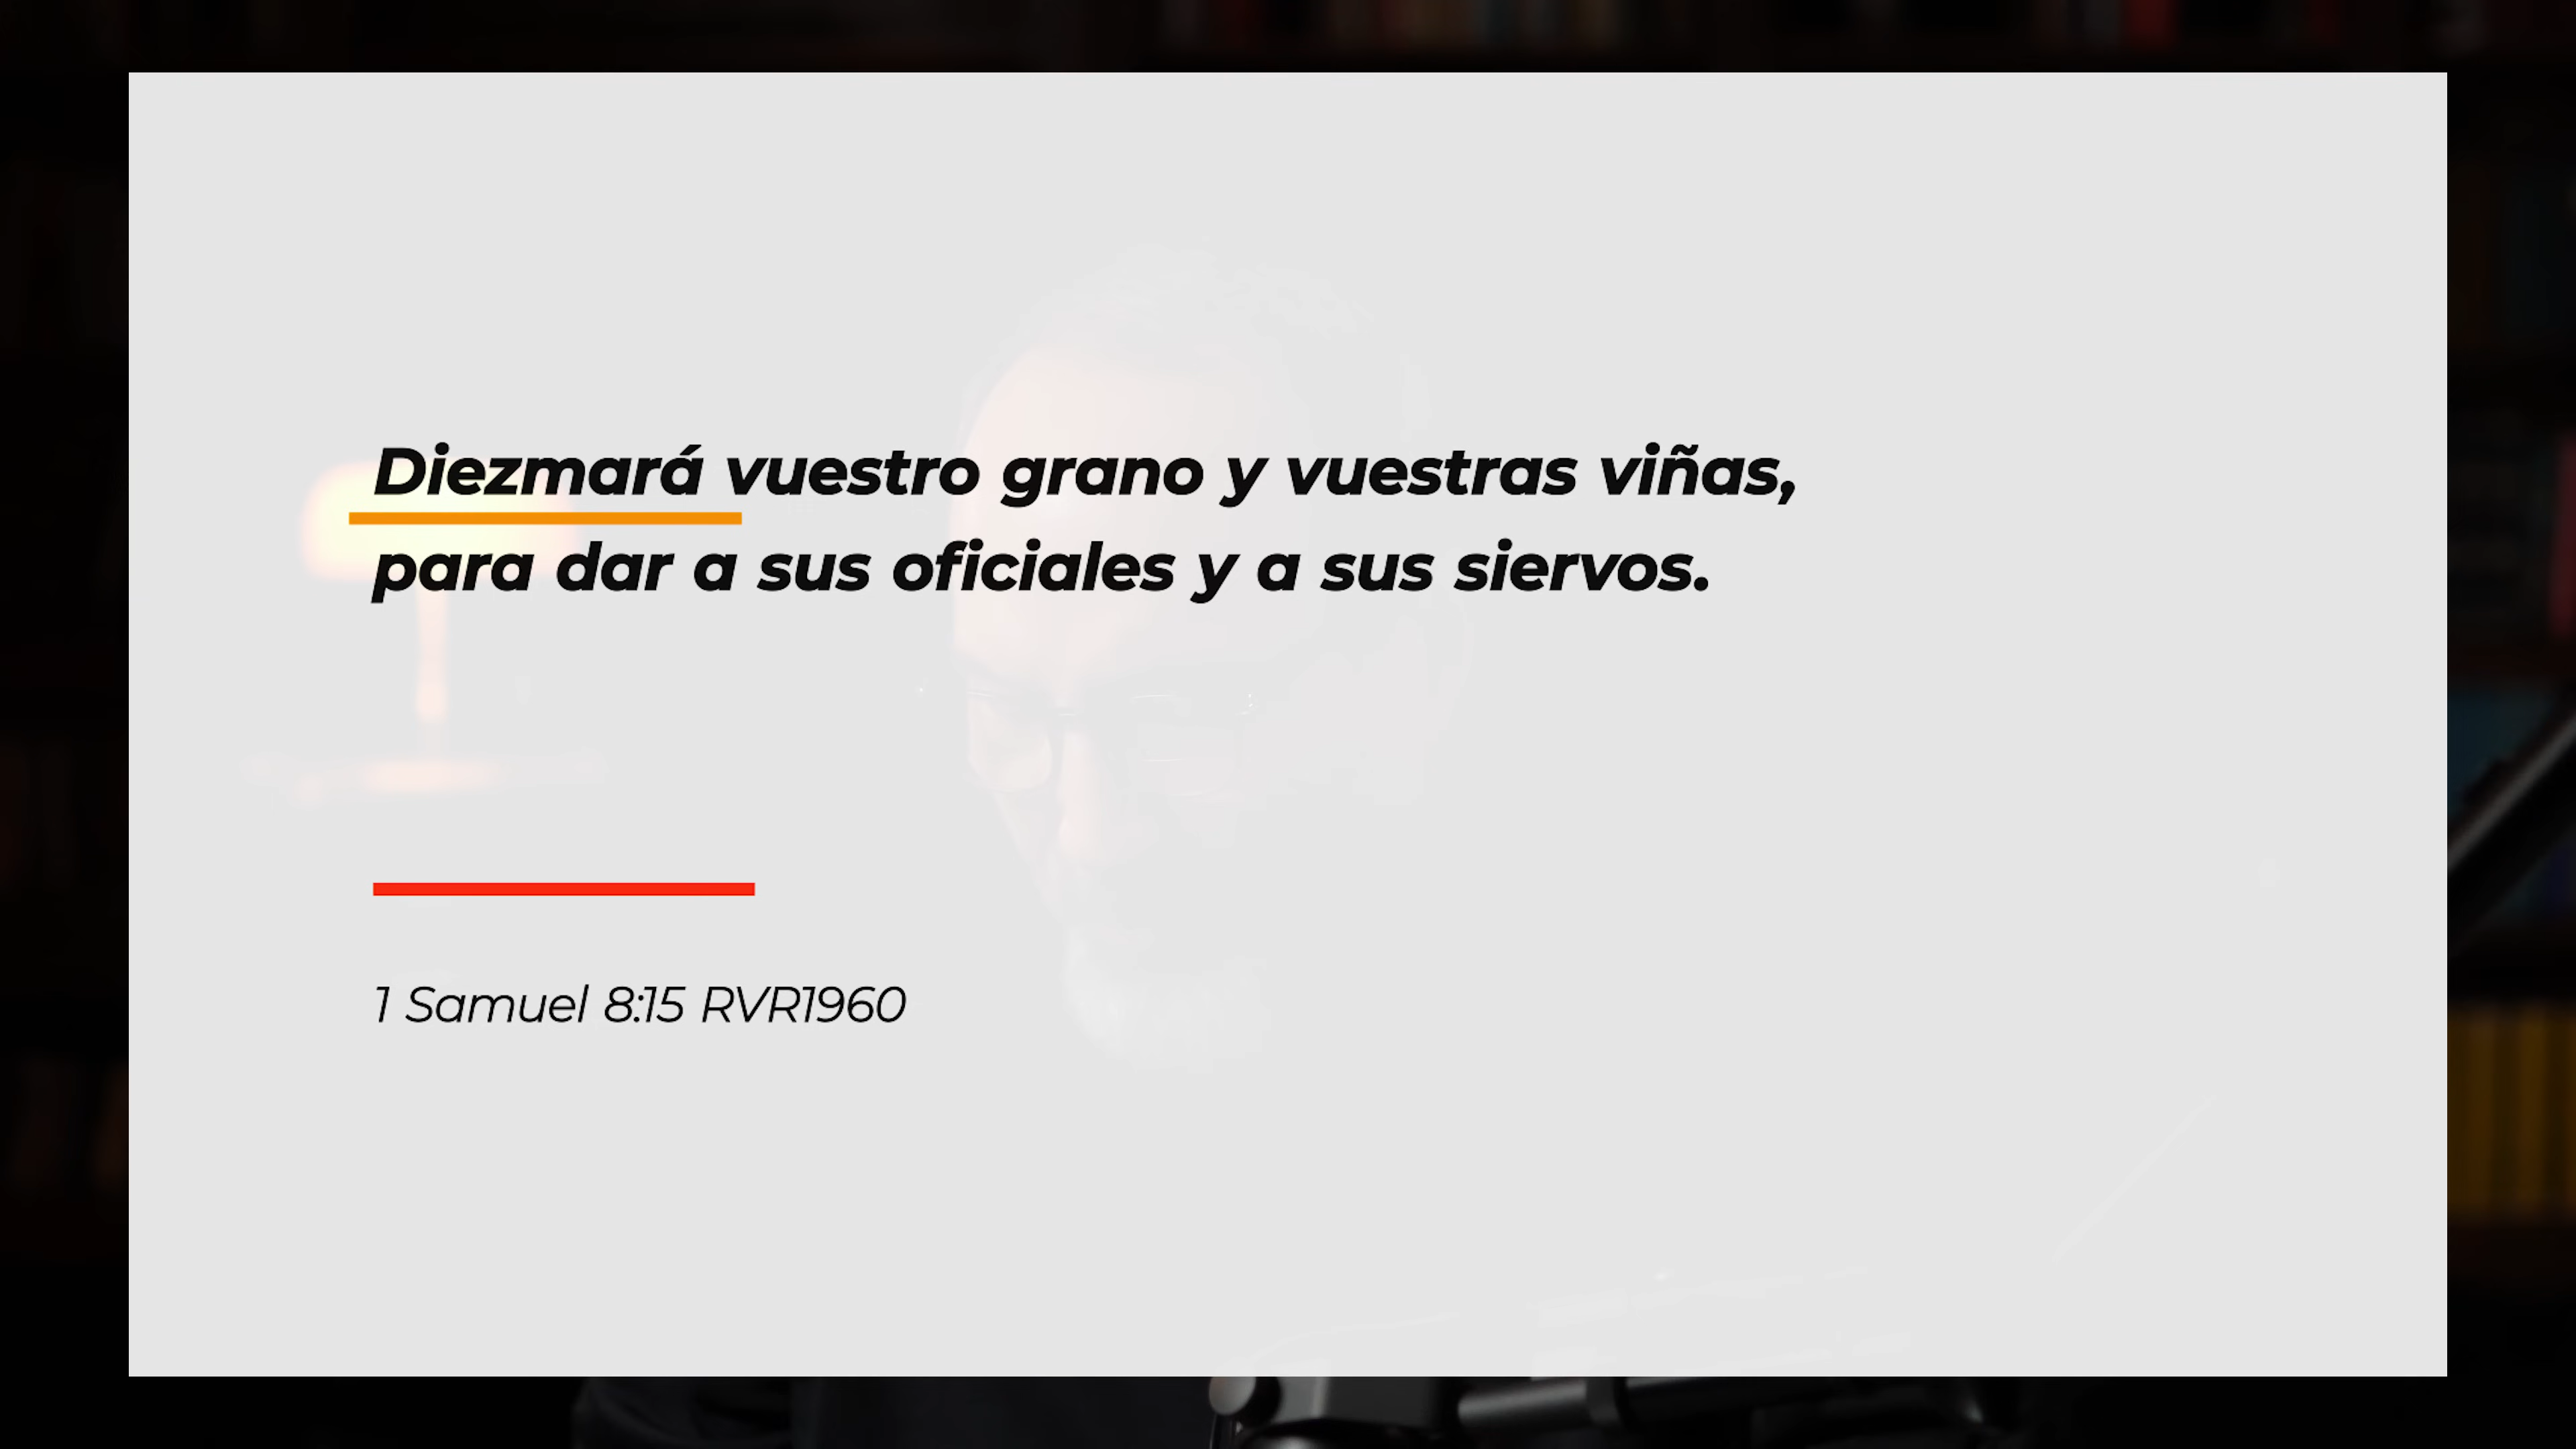 Diezmará vuestro grano y vuestras viñas,
para dar a sus oficiales y a sus siervos.
1 Samuel 8:15 RVR1960